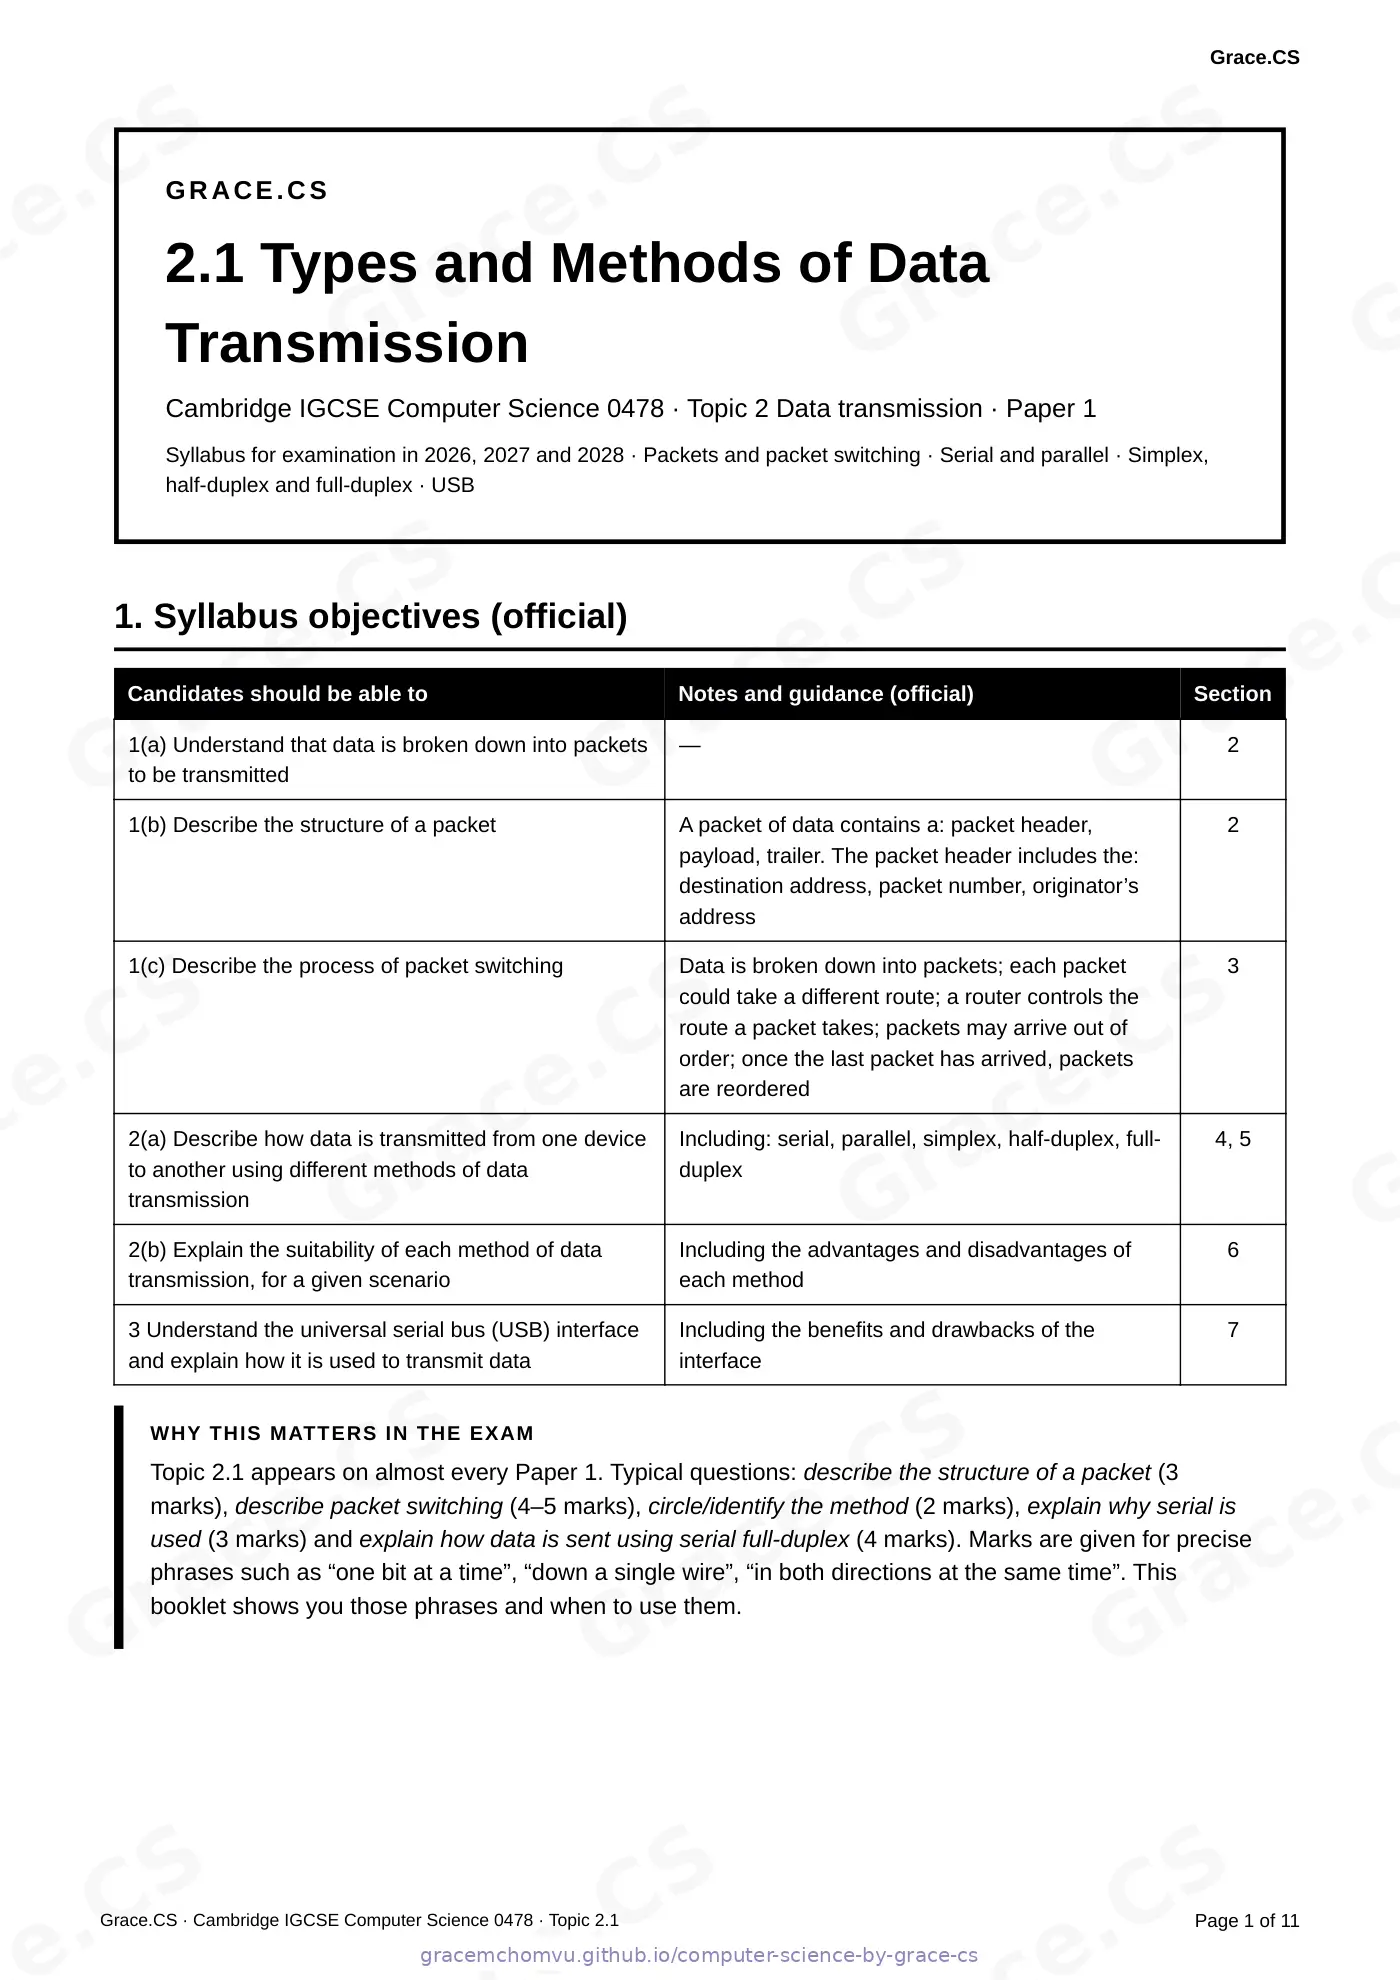 Grace.CS
GRACE.CS
2.1 Types and Methods of Data
Transmission
Cambridge IGCSE Computer Science 0478 · Topic 2 Data transmission · Paper 1
Syllabus for examination in 2026, 2027 and 2028 · Packets and packet switching · Serial and parallel · Simplex,
half-duplex and full-duplex · USB
1. Syllabus objectives (official)
Candidates should be able to
Notes and guidance (official)
Section
1(a) Understand that data is broken down into packets
to be transmitted
—
2
1(b) Describe the structure of a packet
A packet of data contains a: packet header,
payload, trailer. The packet header includes the:
destination address, packet number, originator’s
address
2
1(c) Describe the process of packet switching
Data is broken down into packets; each packet
could take a different route; a router controls the
route a packet takes; packets may arrive out of
order; once the last packet has arrived, packets
are reordered
3
2(a) Describe how data is transmitted from one device
to another using different methods of data
transmission
Including: serial, parallel, simplex, half-duplex, full-
duplex
4, 5
2(b) Explain the suitability of each method of data
transmission, for a given scenario
Including the advantages and disadvantages of
each method
6
3 Understand the universal serial bus (USB) interface
and explain how it is used to transmit data
Including the benefits and drawbacks of the
interface
7
WHY THIS MATTERS IN THE EXAM
Topic 2.1 appears on almost every Paper 1. Typical questions: describe the structure of a packet (3
marks), describe packet switching (4–5 marks), circle/identify the method (2 marks), explain why serial is
used (3 marks) and explain how data is sent using serial full-duplex (4 marks). Marks are given for precise
phrases such as “one bit at a time”, “down a single wire”, “in both directions at the same time”. This
booklet shows you those phrases and when to use them.
Grace.CS · Cambridge IGCSE Computer Science 0478 · Topic 2.1
Page 1 of 11
gracemchomvu.github.io/computer-science-by-grace-cs